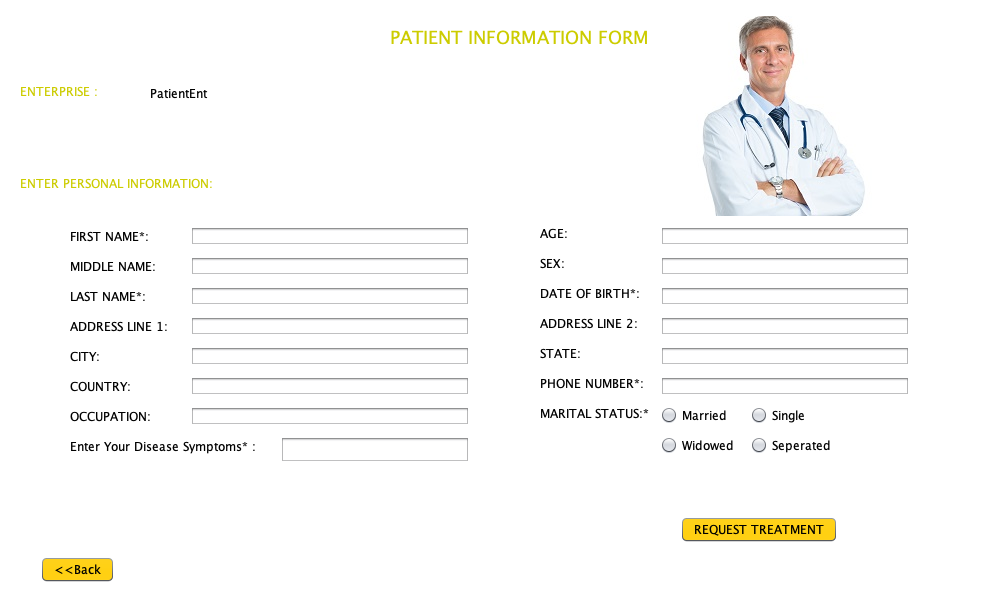 PATIENT INFORMATION FORM
ENTERPRISE :
PatientEnt
ENTER PERSONAL INFORMATION:
FIRST NAME*:
MIDDLE NAME:
LAST NAME*:
ADDRESS LINE 1:
CITY:
COUNTRY:
OCCUPATION:
Enter Your Disease Symptoms* :
AGE:
SEX:
DATE OF BIRTH*:
ADDRESS LINE 2:
STATE:
PHONE NUMBER*:
MARITAL STATUS:*
Married
Single
Widowed
Seperated
REQUEST TREATMENT
<<Back